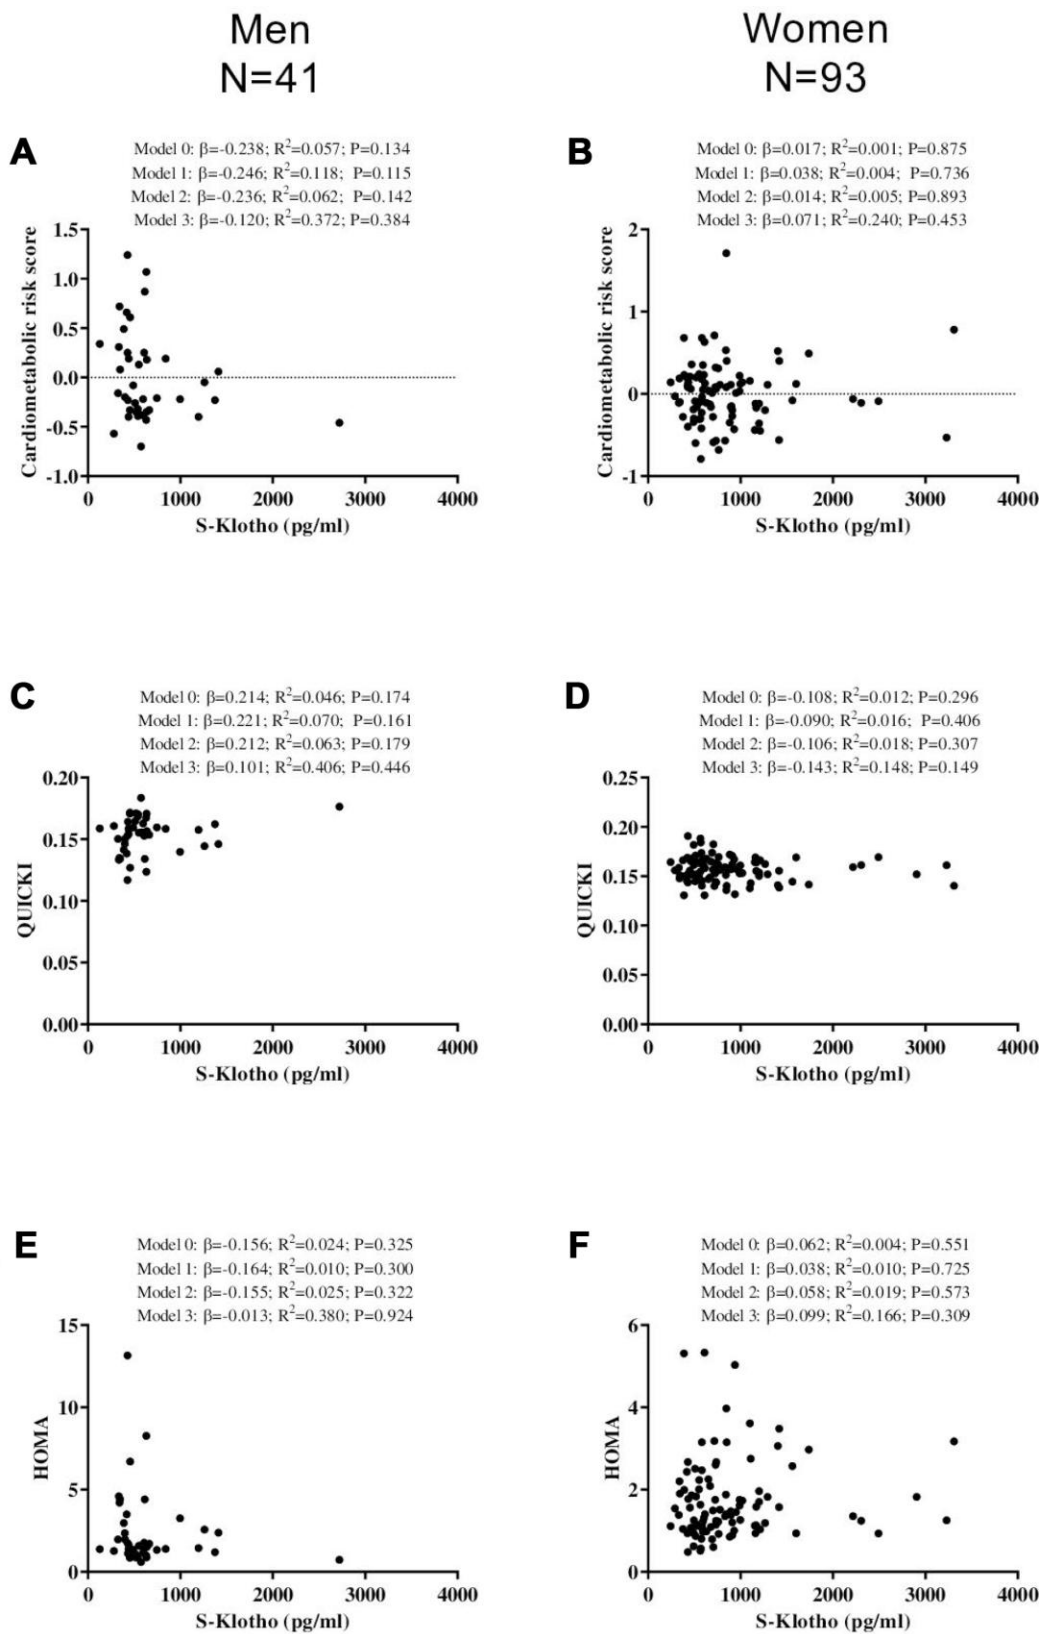 Men
N=41
Women
N=93
A
Model 0: β=-0.238; R²=0.057; P=0.134
Model 1: β=-0.246; R²=0.118; P=0.115
Model 2: β=-0.236; R²=0.062; P=0.142
Model 3: β=-0.120; R²=0.372; P=0.384
Cardiometabolic risk score
1.5
1.0
0.5
0.0
-0.5
-1.0
0 1000 2000 3000 4000
S-Klotho (pg/ml)
B
Model 0: β=0.017; R²=0.001; P=0.875
Model 1: β=0.038; R²=0.004; P=0.736
Model 2: β=0.014; R²=0.005; P=0.893
Model 3: β=0.071; R²=0.240; P=0.453
Cardiometabolic risk score
2
1
0
-1
0 1000 2000 3000 4000
S-Klotho (pg/ml)
C
Model 0: β=0.214; R²=0.046; P=0.174
Model 1: β=0.221; R²=0.070; P=0.161
Model 2: β=0.212; R²=0.063; P=0.179
Model 3: β=0.101; R²=0.406; P=0.446
QUICKI
0.20
0.15
0.10
0.05
0.00
0 1000 2000 3000 4000
S-Klotho (pg/ml)
D
Model 0: β=-0.108; R²=0.012; P=0.296
Model 1: β=-0.090; R²=0.016; P=0.406
Model 2: β=-0.106; R²=0.018; P=0.307
Model 3: β=-0.143; R²=0.148; P=0.149
QUICKI
0.25
0.20
0.15
0.10
0.05
0.00
0 1000 2000 3000 4000
S-Klotho (pg/ml)
E
Model 0: β=-0.156; R²=0.024; P=0.325
Model 1: β=-0.164; R²=0.010; P=0.300
Model 2: β=-0.155; R²=0.025; P=0.322
Model 3: β=-0.013; R²=0.380; P=0.924
HOMA
15
10
5
0
0 1000 2000 3000 4000
S-Klotho (pg/ml)
F
Model 0: β=0.062; R²=0.004; P=0.551
Model 1: β=0.038; R²=0.010; P=0.725
Model 2: β=0.058; R²=0.019; P=0.573
Model 3: β=0.099; R²=0.166; P=0.309
HOMA
6
4
2
0
0 1000 2000 3000 4000
S-Klotho (pg/ml)